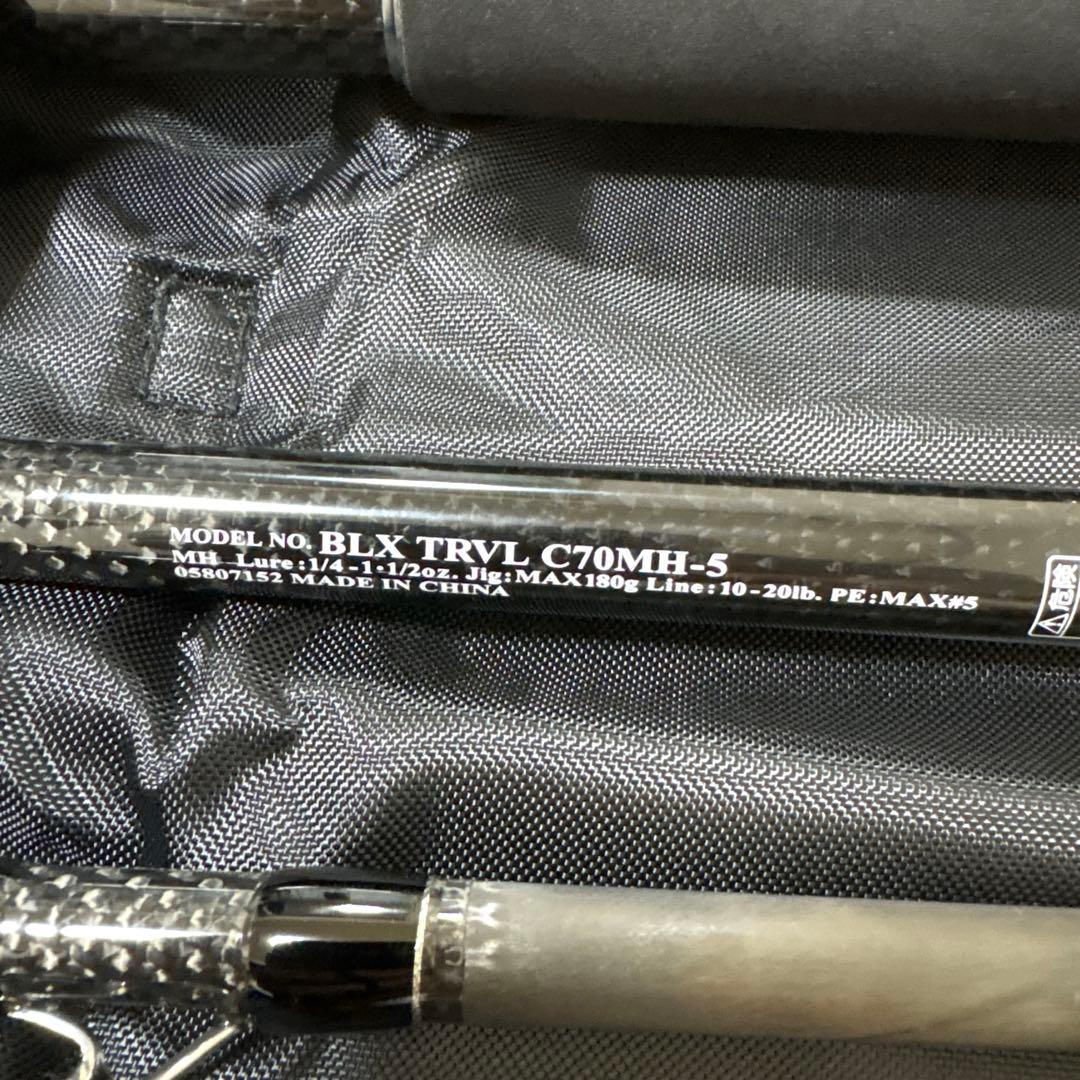 MODEL NO. BLX TRVL C70MH-5
MH Lure:1/4-1·1/2oz. Jig:MAX180g Line:10-20lb. PE:MAX#5
05807152 MADE IN CHINA
⚠危険